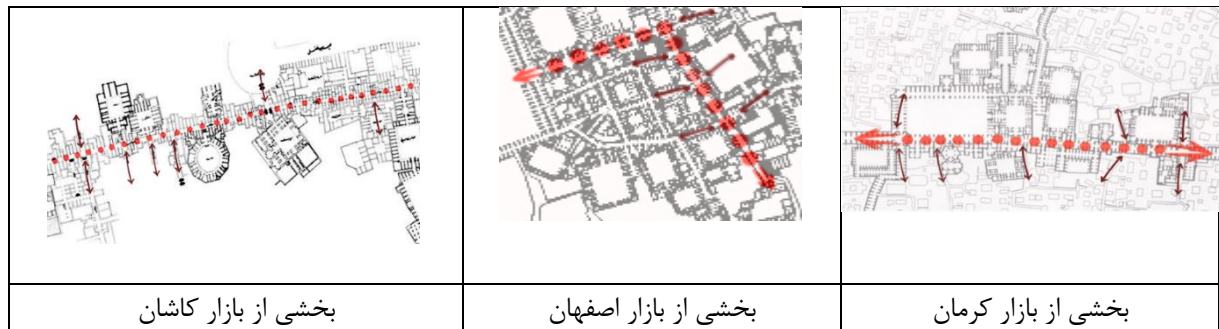 بخشی از بازار کرمان
بخشی از بازار اصفهان
بخشی از بازار کاشان